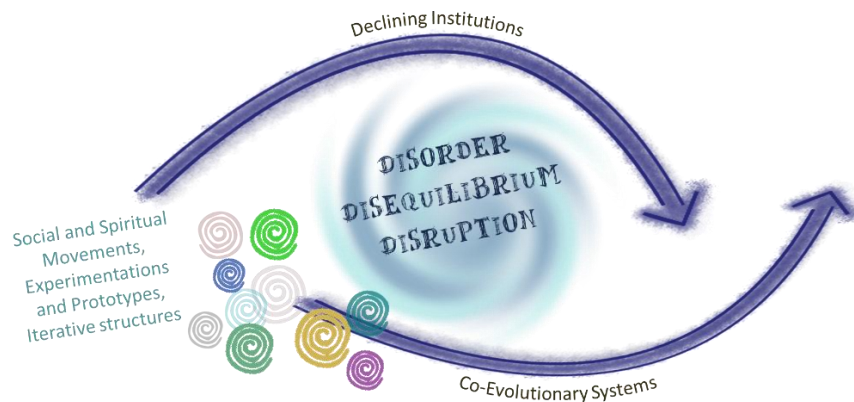 Declining Institutions
DISORDER
DISEQUILIBRIUM
DISRUPTION
Social and Spiritual
Movements,
Experimentations
and Prototypes,
Iterative structures
Co-Evolutionary Systems